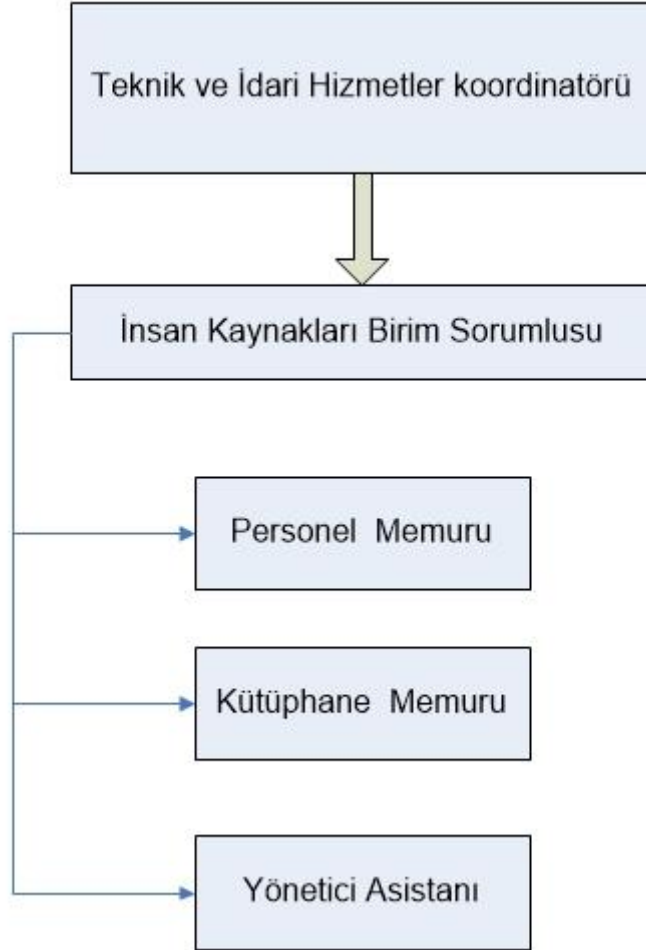 Teknik ve İdari Hizmetler koordinatörü
İnsan Kaynakları Birim Sorumlusu
Personel Memuru
Kütüphane Memuru
Yönetici Asistanı